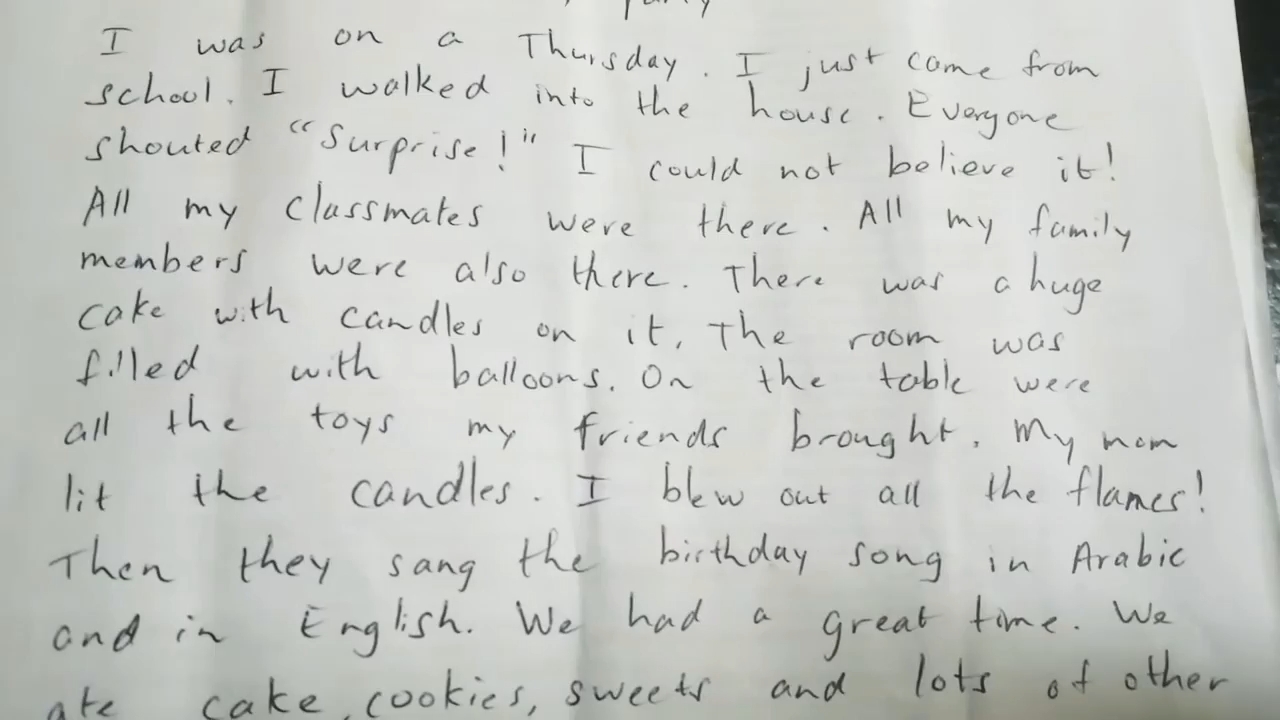 party
I was on a Thursday. I just came from
school. I walked into the house. Everyone
shouted "Surprise!" I could not believe it!
All my classmates were there. All my family
members were also there. There was a huge
cake with candles on it. The room was
filled with balloons. On the table were
all the toys my friends brought. My mom
lit the candles. I blew out all the flames!
Then they sang the birthday song in Arabic
and in English. We had a great time. We
ate cake, cookies, sweets and lots of other